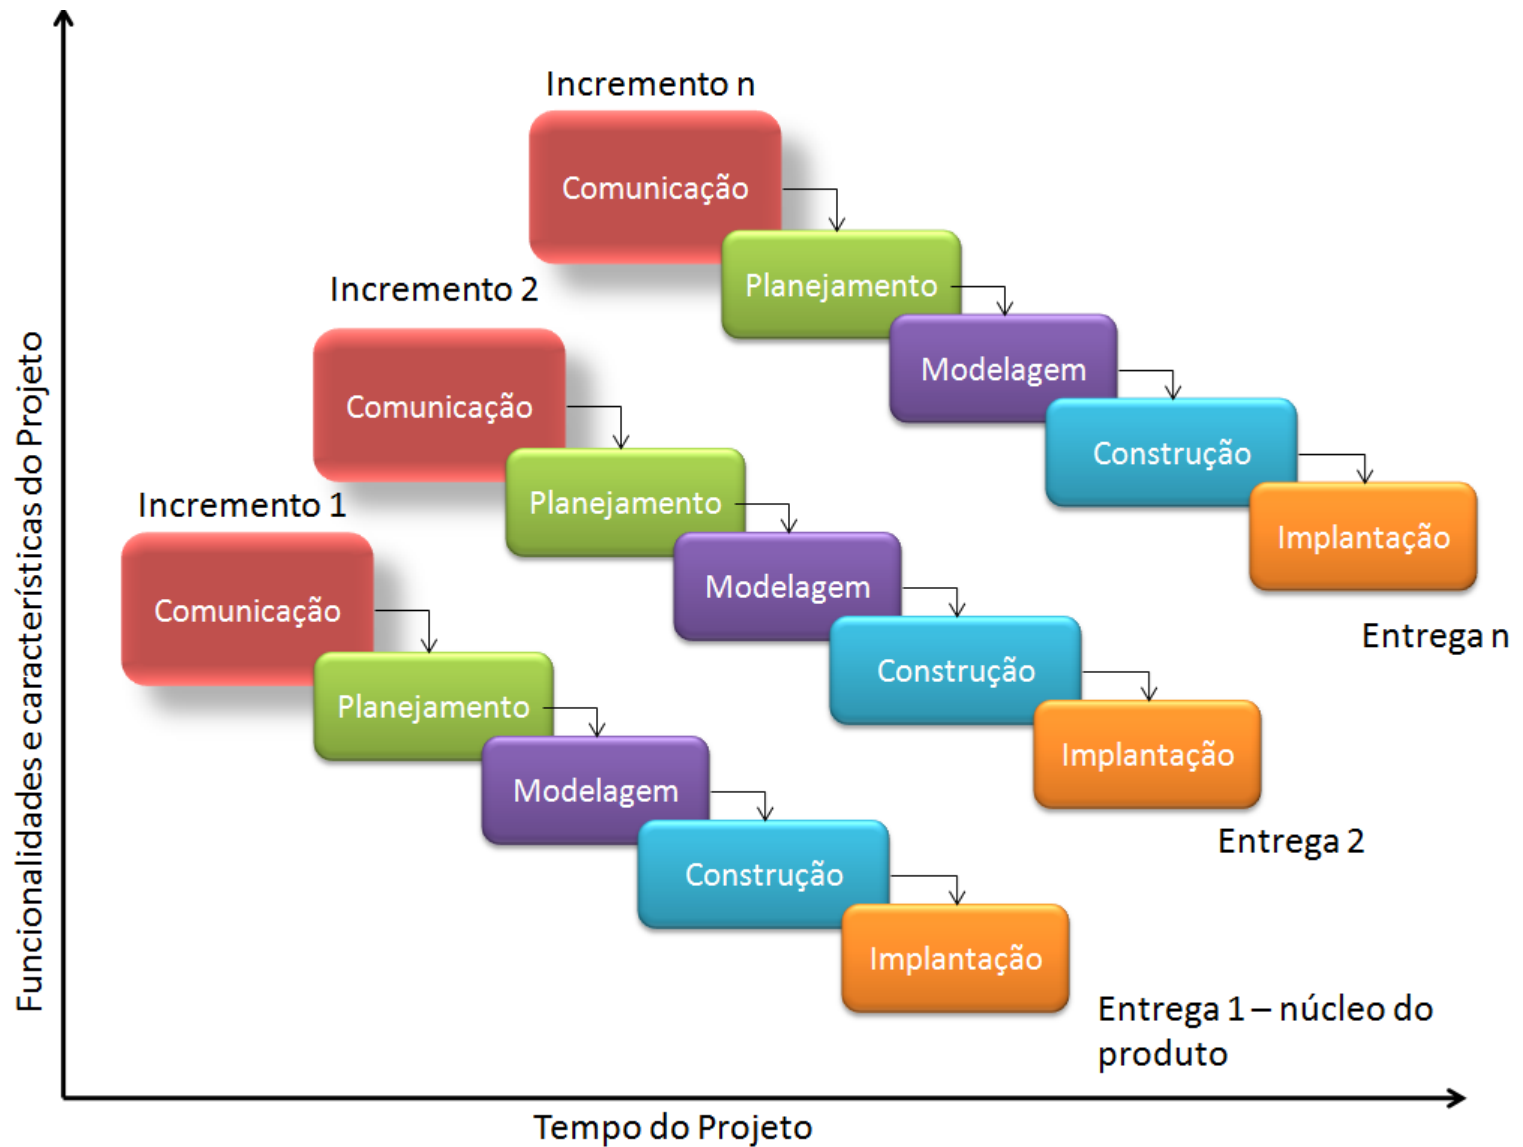 Incremento n
Comunicação
Planejamento
Modelagem
Construção
Implantação
Entrega n
Incremento 2
Comunicação
Planejamento
Modelagem
Construção
Implantação
Entrega 2
Incremento 1
Comunicação
Planejamento
Modelagem
Construção
Implantação
Entrega 1 – núcleo do
produto
Funcionalidades e características do Projeto
Tempo do Projeto